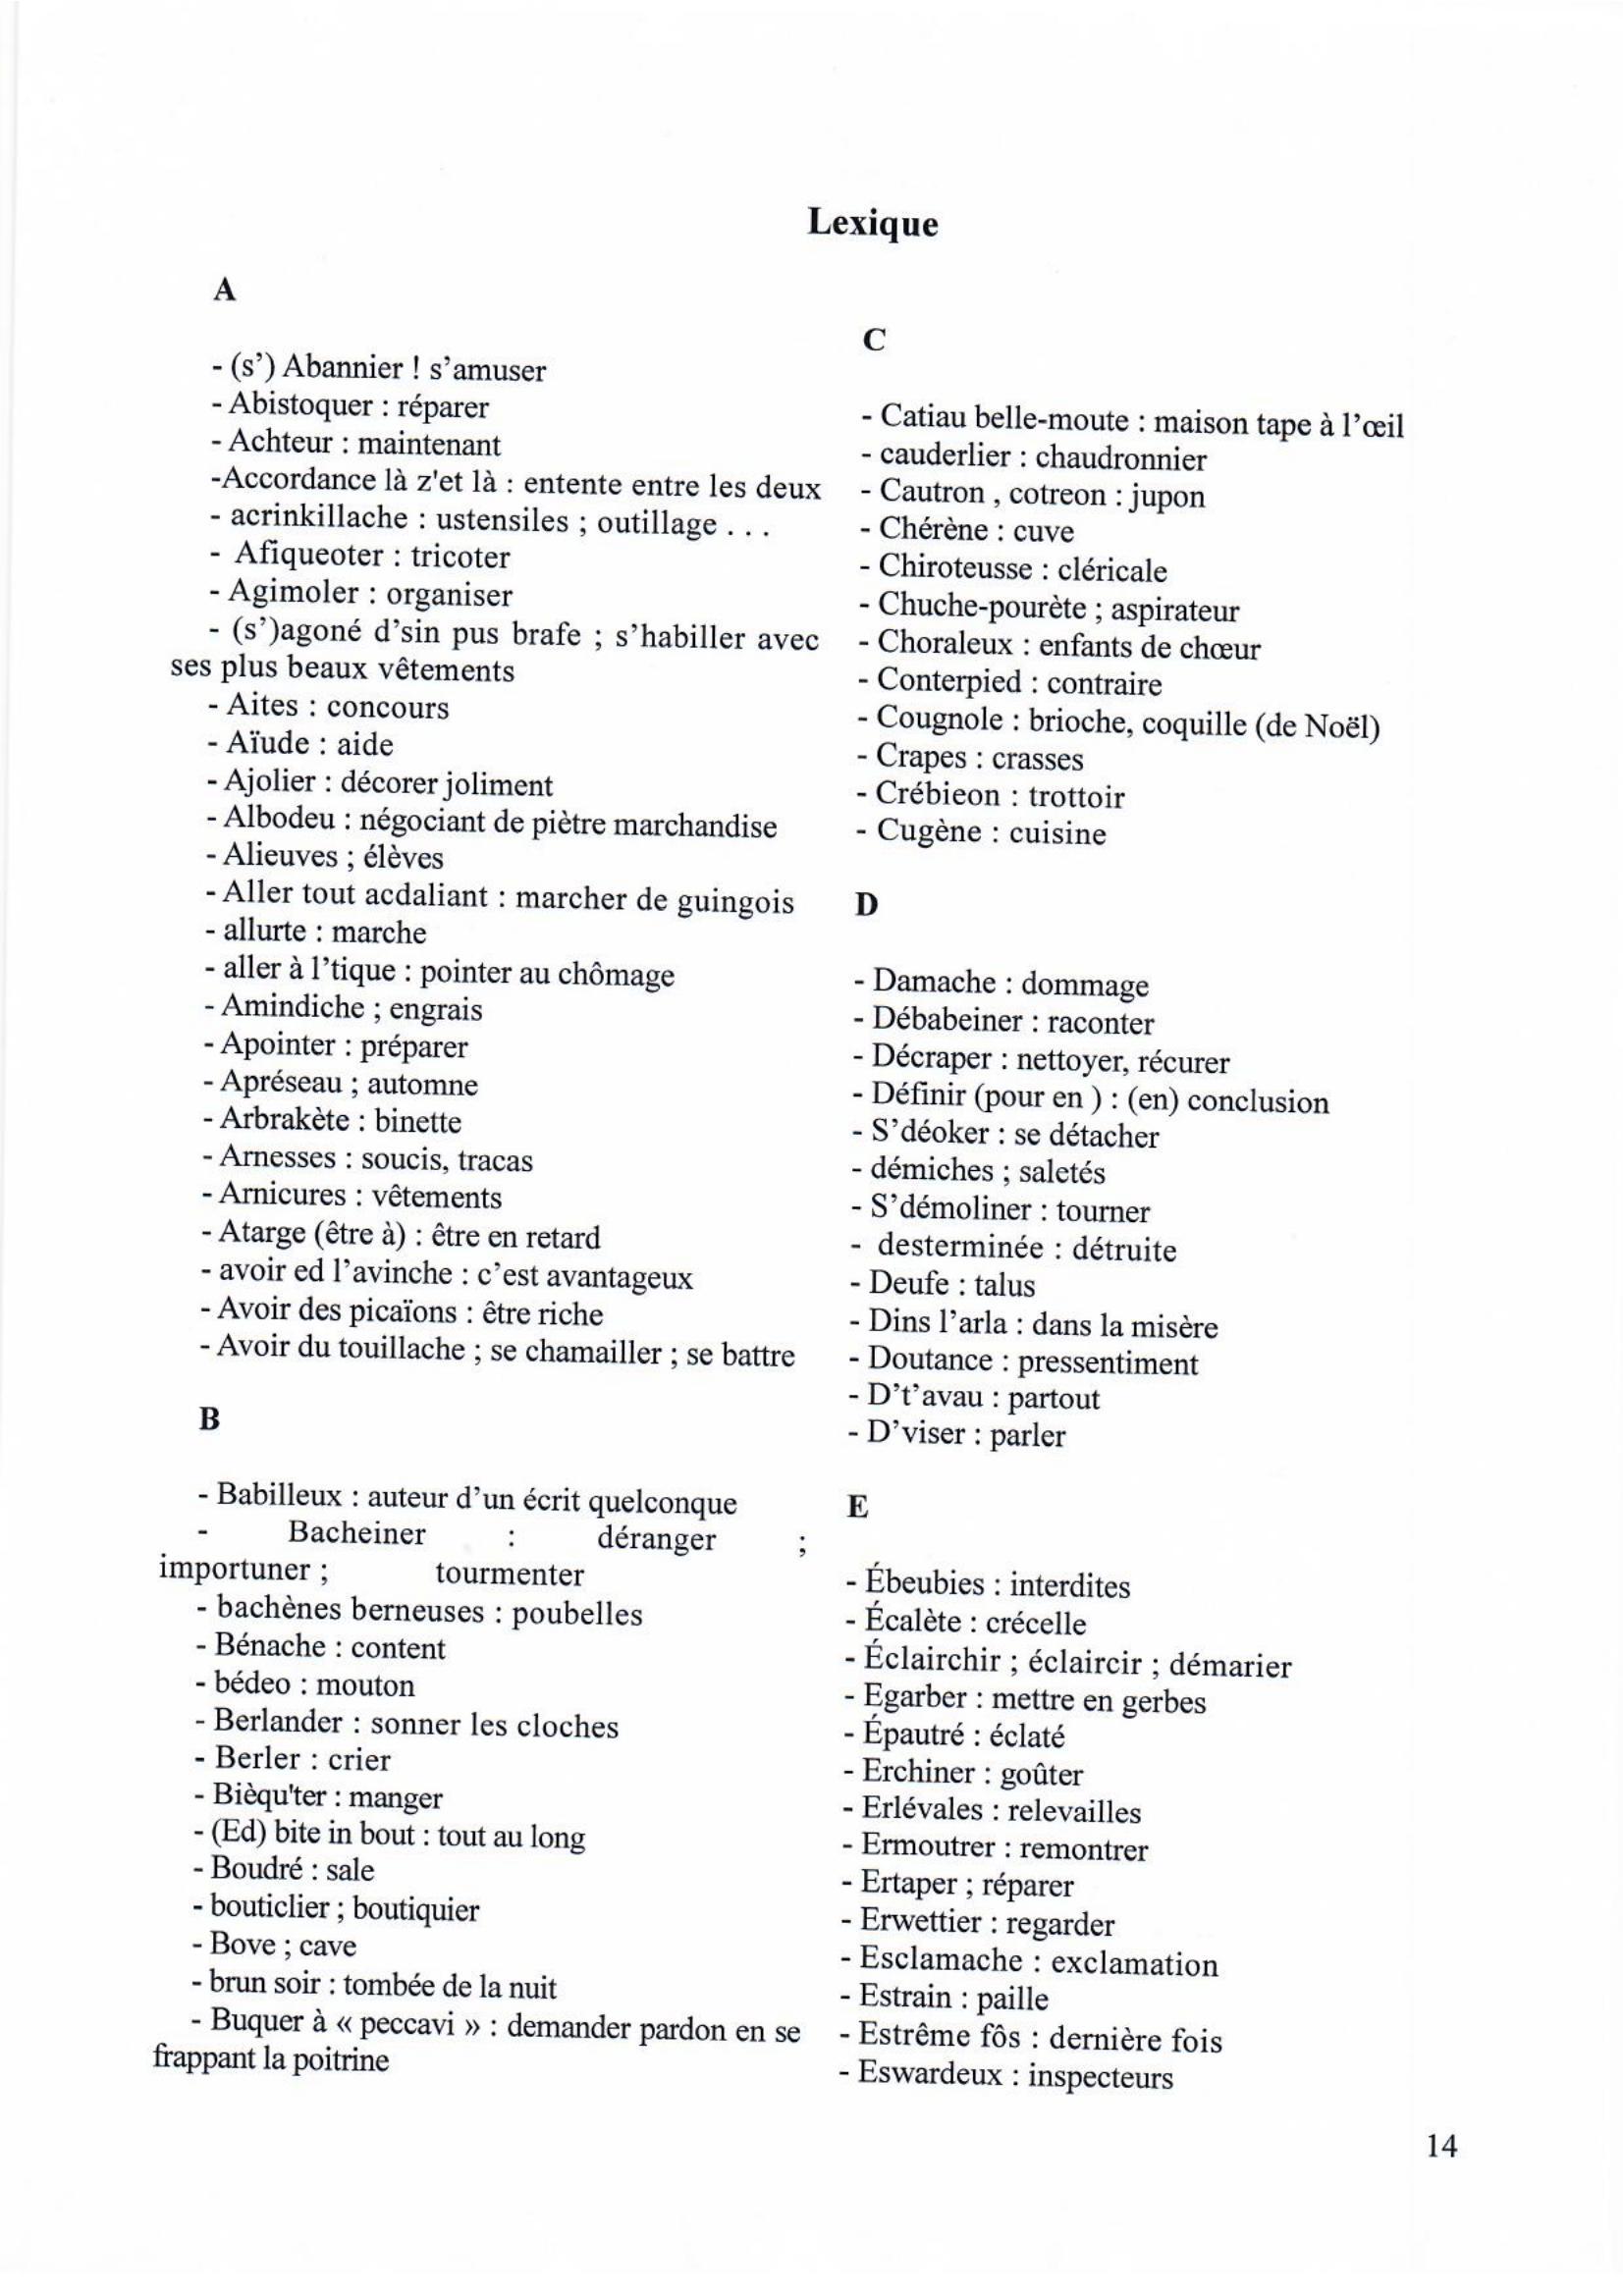 Lexique
A
- (s’) Abannier ! s’amuser
- Abistoquer : réparer
- Achteur : maintenant
-Accordance là z'et là : entente entre les deux
- acrinkillache : ustensiles ; outillage . . .
- Afiqueoter : tricoter
- Agimoler : organiser
- (s’)agoné d’sin pus brafe ; s’habiller avec
ses plus beaux vêtements
- Aites : concours
- Aïude : aide
- Ajolier : décorer joliment
- Albodeu : négociant de piètre marchandise
- Alieuves ; élèves
- Aller tout acdaliant : marcher de guingois
- allurte : marche
- aller à l’tique : pointer au chômage
- Amindiche ; engrais
- Apointer : préparer
- Apréseau ; automne
- Arbrakète : binette
- Arnesses : soucis, tracas
- Arnicures : vêtements
- Atarge (être à) : être en retard
- avoir ed l’avinche : c’est avantageux
- Avoir des picaïons : être riche
- Avoir du touillache ; se chamailler ; se battre
B
- Babilleux : auteur d’un écrit quelconque
- Bacheiner : déranger ;
importuner ; tourmenter
- bachènes berneuses : poubelles
- Bénache : content
- bédeo : mouton
- Berlander : sonner les cloches
- Berler : crier
- Bièqu'ter : manger
- (Ed) bite in bout : tout au long
- Boudré : sale
- bouticlier ; boutiquier
- Bove ; cave
- brun soir : tombée de la nuit
- Buquer à « peccavi » : demander pardon en se
frappant la poitrine
C
- Catiau belle-moute : maison tape à l’œil
- cauderlier : chaudronnier
- Cautron , cotreon : jupon
- Chérène : cuve
- Chiroteusse : cléricale
- Chuche-pourète ; aspirateur
- Choraleux : enfants de chœur
- Conterpied : contraire
- Cougnole : brioche, coquille (de Noël)
- Crapes : crasses
- Crébieon : trottoir
- Cugène : cuisine
D
- Damache : dommage
- Débabeiner : raconter
- Décraper : nettoyer, récurer
- Définir (pour en ) : (en) conclusion
- S’déoker : se détacher
- démiches ; saletés
- S’démoliner : tourner
- desterminée : détruite
- Deufe : talus
- Dins l’arla : dans la misère
- Doutance : pressentiment
- D’t’avau : partout
- D’viser : parler
E
- Ébeubies : interdites
- Écalète : crécelle
- Éclairchir ; éclaircir ; démarier
- Egarber : mettre en gerbes
- Épautré : éclaté
- Erchiner : goûter
- Erlévales : relevailles
- Ermoutrer : remontrer
- Ertaper ; réparer
- Erwettier : regarder
- Esclamache : exclamation
- Estrain : paille
- Estrême fôs : dernière fois
- Eswardeux : inspecteurs
14